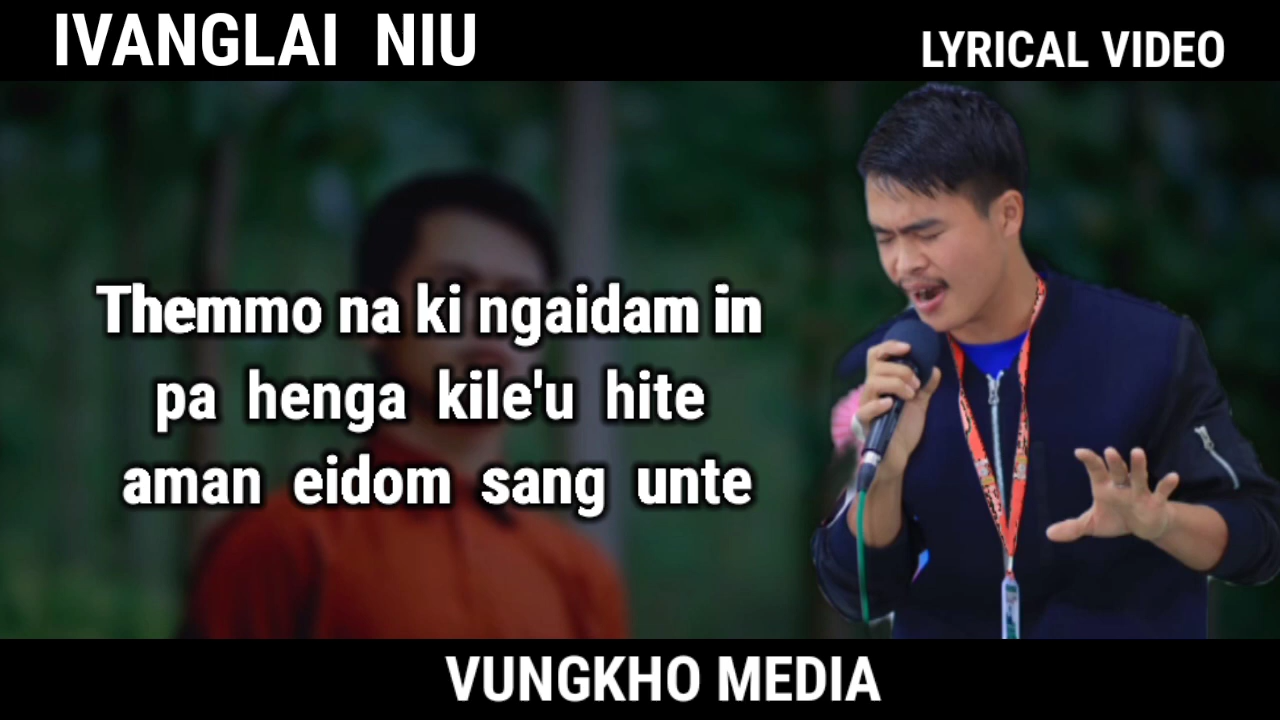 IVANGLAI NIU
LYRICAL VIDEO
Themmo na ki ngaidam in
pa henga kile'u hite
aman eidom sang unte
VUNGKHO MEDIA